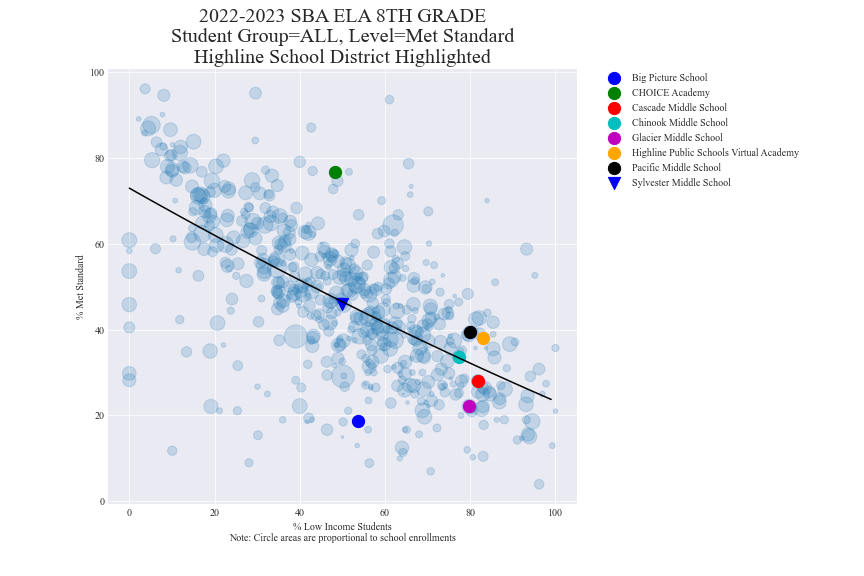 2022-2023 SBA ELA 8TH GRADE
Student Group=ALL, Level=Met Standard
Highline School District Highlighted
100
80
60
40
20
0
% Met Standard
0 20 40 60 80 100
% Low Income Students
Note: Circle areas are proportional to school enrollments
Big Picture School
CHOICE Academy
Cascade Middle School
Chinook Middle School
Glacier Middle School
Highline Public Schools Virtual Academy
Pacific Middle School
Sylvester Middle School